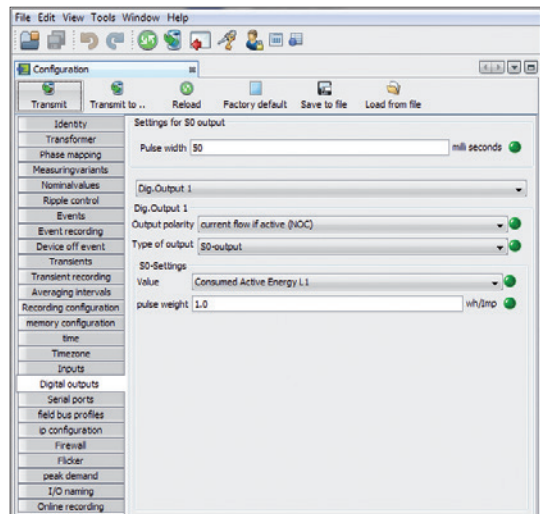 File Edit View Tools Window Help
Configuration
Transmit Transmit to .. Reload Factory default Save to file Load from file
Identity
Transformer
Phase mapping
Measuringvariants
Nominalvalues
Ripple control
Events
Event recording
Device off event
Transients
Transient recording
Averaging intervals
Recording configuration
memory configuration
time
Timezone
Inputs
Digital outputs
Serial ports
field bus profiles
ip configuration
Firewall
Flicker
peak demand
I/O naming
Online recording
Settings for S0 output
Pulse width 50 milli seconds
Dig.Output 1
Dig.Output 1
Output polarity current flow if active (NOC)
Type of output S0-output
S0-Settings
Value Consumed Active Energy L1
pulse weight 1.0 wh/Imp